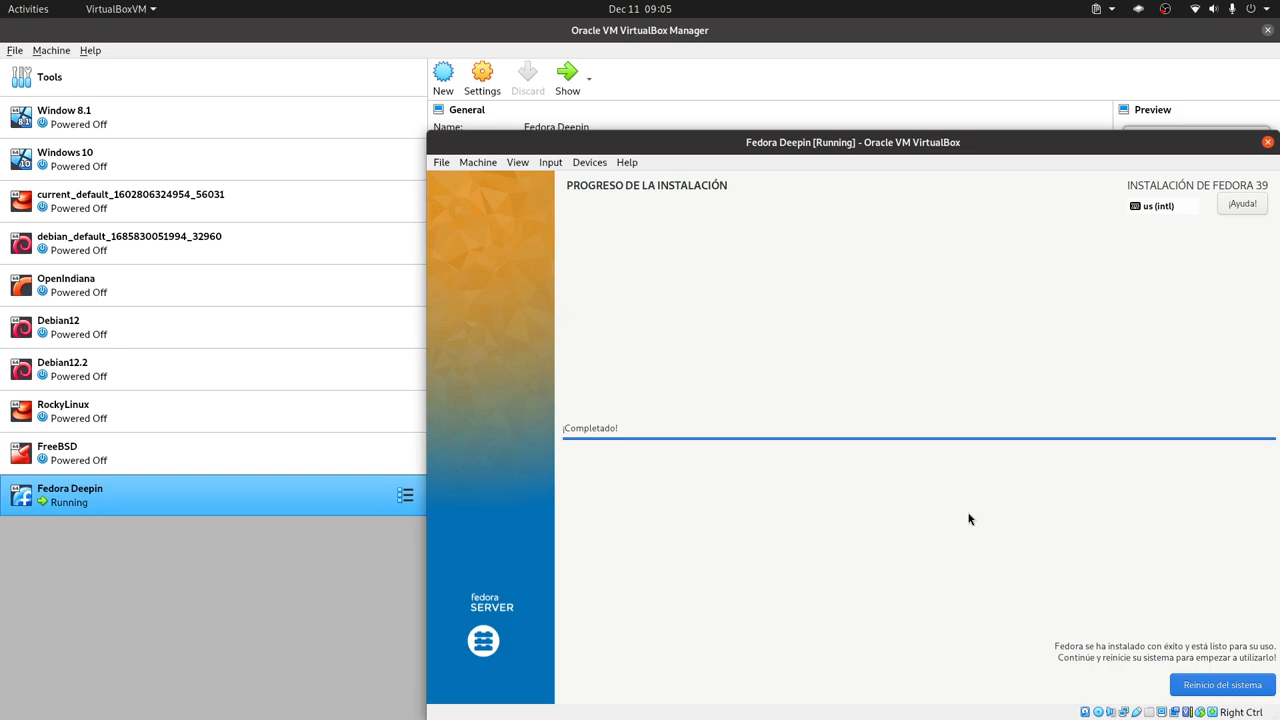 Activities
VirtualBoxVM
Dec 11 09:05
Oracle VM VirtualBox Manager
File Machine Help
Tools
New Settings Discard Show
General
Preview
Name: Fedora Deepin
Window 8.1
Powered Off
Windows 10
Powered Off
current_default_1602806324954_56031
Powered Off
debian_default_1685830051994_32960
Powered Off
OpenIndiana
Powered Off
Debian12
Powered Off
Debian12.2
Powered Off
RockyLinux
Powered Off
FreeBSD
Powered Off
Fedora Deepin
Running
Fedora Deepin [Running] - Oracle VM VirtualBox
File Machine View Input Devices Help
PROGRESO DE LA INSTALACIÓN
INSTALACIÓN DE FEDORA 39
us (intl)
¡Ayuda!
¡Completado!
fedora
SERVER
Fedora se ha instalado con éxito y está listo para su uso.
Continúe y reinicie su sistema para empezar a utilizarlo!
Reinicio del sistema
Right Ctrl